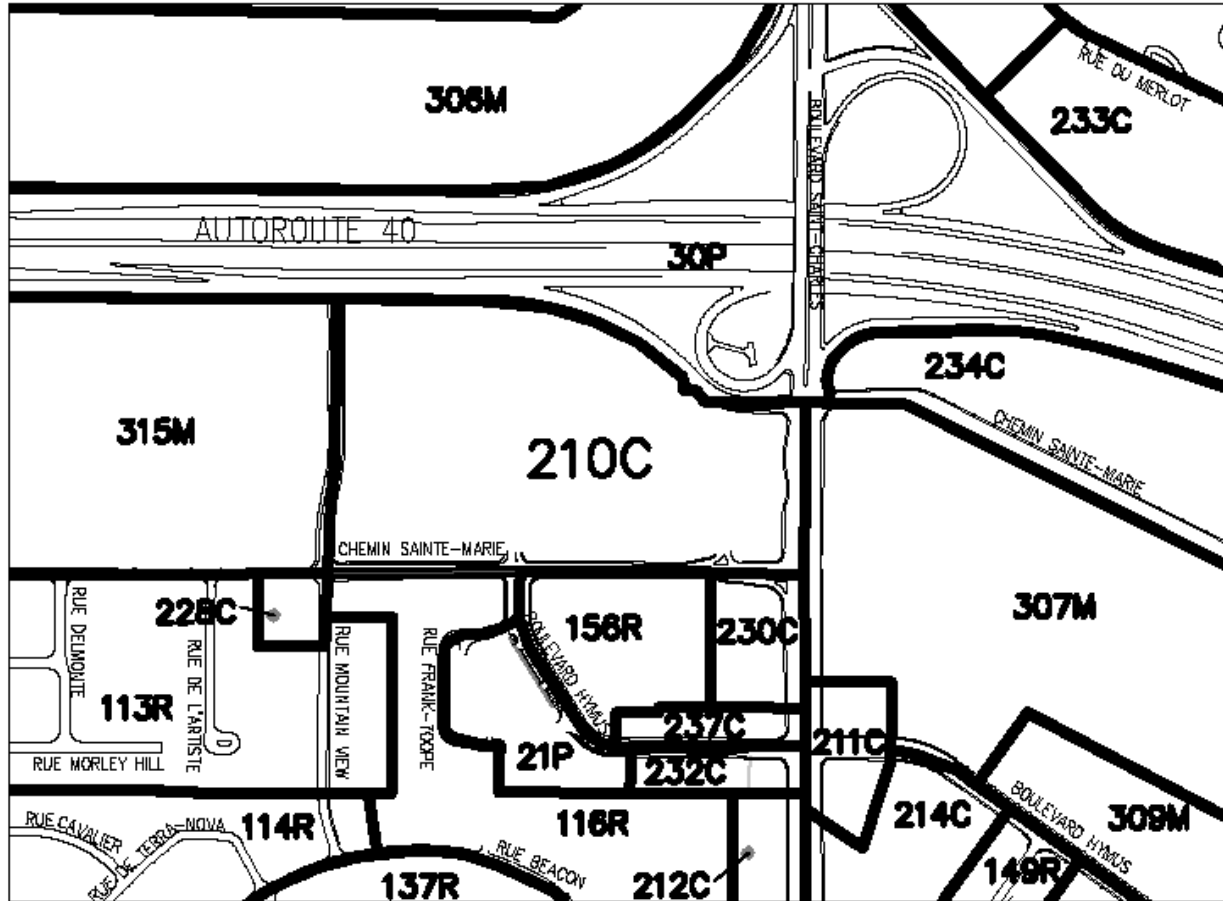 306M
RUE DU MERLOT
233C
BOULEVARD SAINT-CHARLES
AUTOROUTE 40
30P
234C
315M
210C
CHEMIN SAINTE-MARIE
CHEMIN SAINTE-MARIE
228C
156R
230C
307M
RUE DELMONTE
RUE DE L'ARTISTE
RUE MOUNTAIN VIEW
RUE FRANK-TOOPE
BOULEVARD HYMUS
113R
237C
211C
21P
232C
RUE MORLEY HILL
BOULEVARD HYMUS
RUE CAVALIER
RUE DE TERRA-NOVA
114R
116R
214C
309M
RUE BEACON
137R
212C
149R